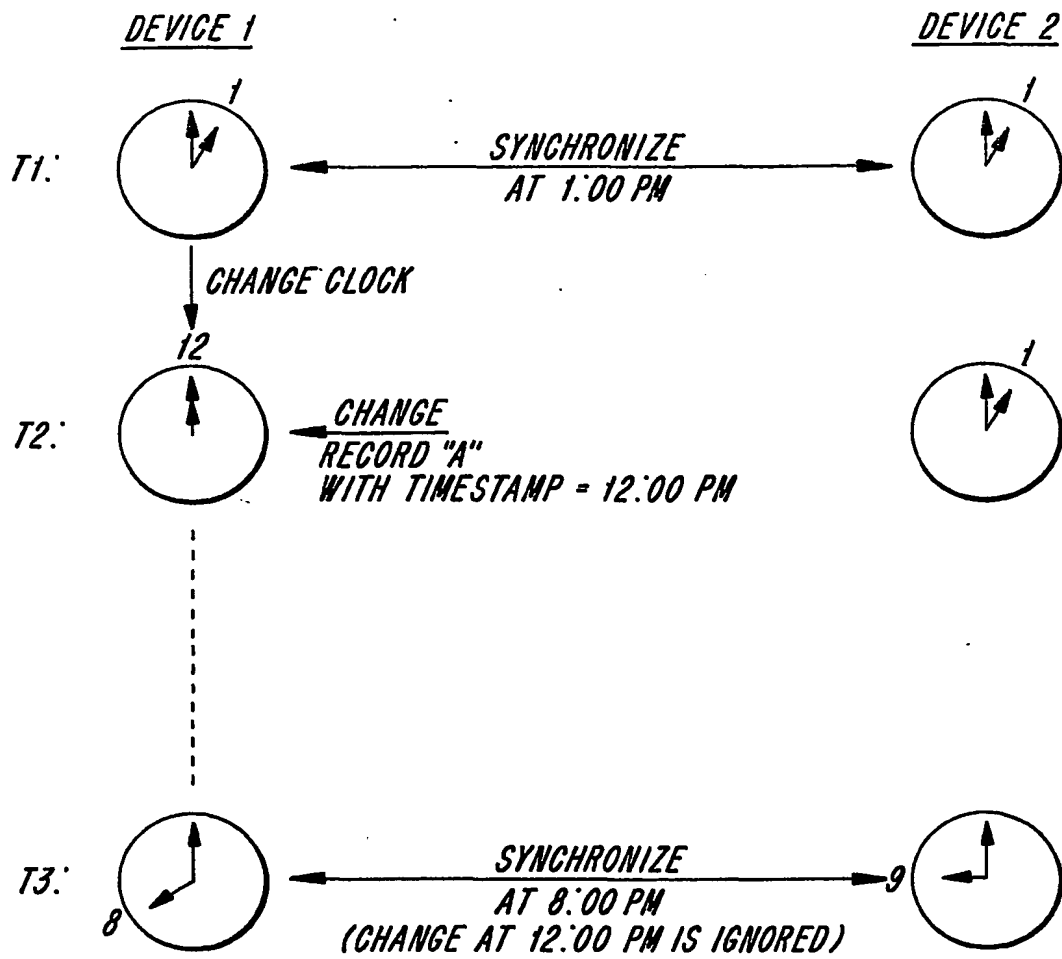 DEVICE 1
DEVICE 2
1
1
T1:
SYNCHRONIZE
AT 1:00 PM
CHANGE CLOCK
12
1
T2:
CHANGE
RECORD "A"
WITH TIMESTAMP = 12:00 PM
T3:
SYNCHRONIZE
9
AT 8:00 PM
8
(CHANGE AT 12:00 PM IS IGNORED)